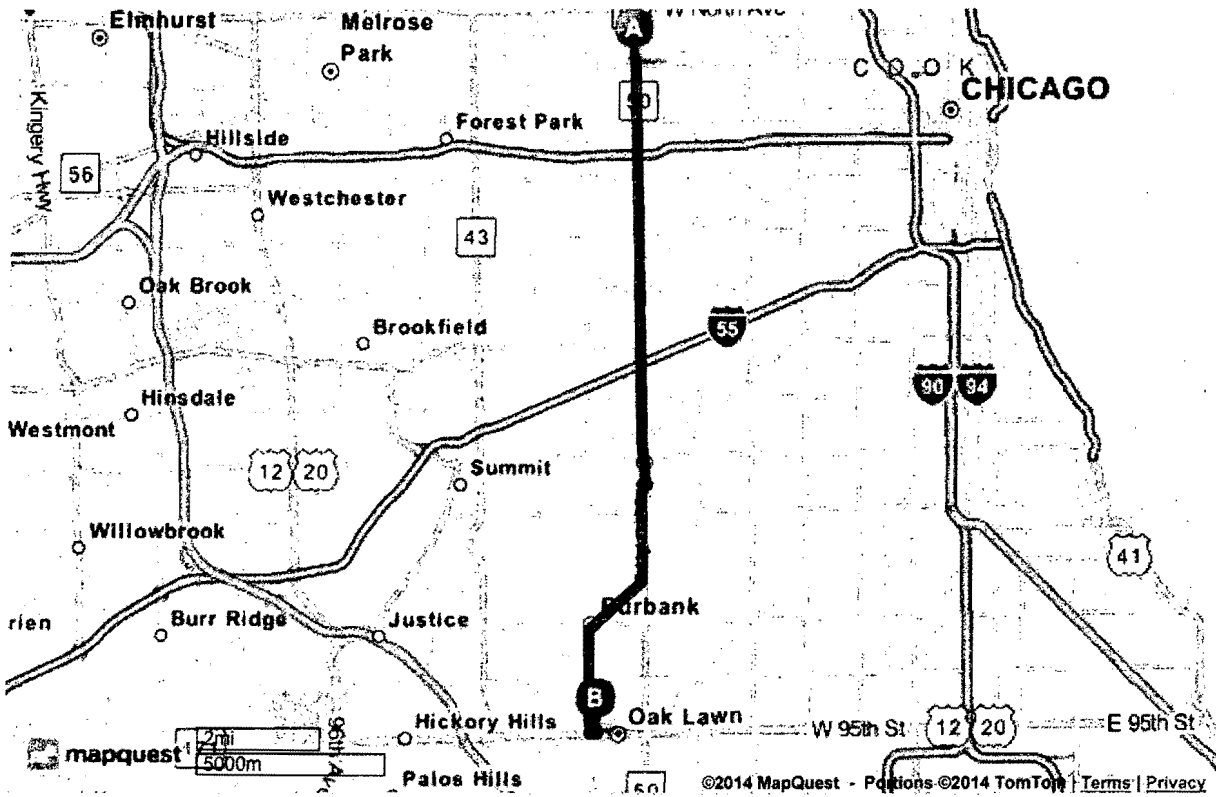 Elmhurst
Melrose
Park
A
W North Ave
50
C O O K
CHICAGO
Kingery Hwy
56
Hillside
Forest Park
Westchester
43
Oak Brook
Brookfield
55
90
94
Hinsdale
Westmont
12
20
Summit
Willowbrook
41
rien
Burr Ridge
Justice
Burbank
B
Hickory Hills
Oak Lawn
W 95th St
12
20
E 95th St
mapquest
2mi
5000m
96th Av
Palos Hills
50
©2014 MapQuest - Portions ©2014 TomTom | Terms | Privacy